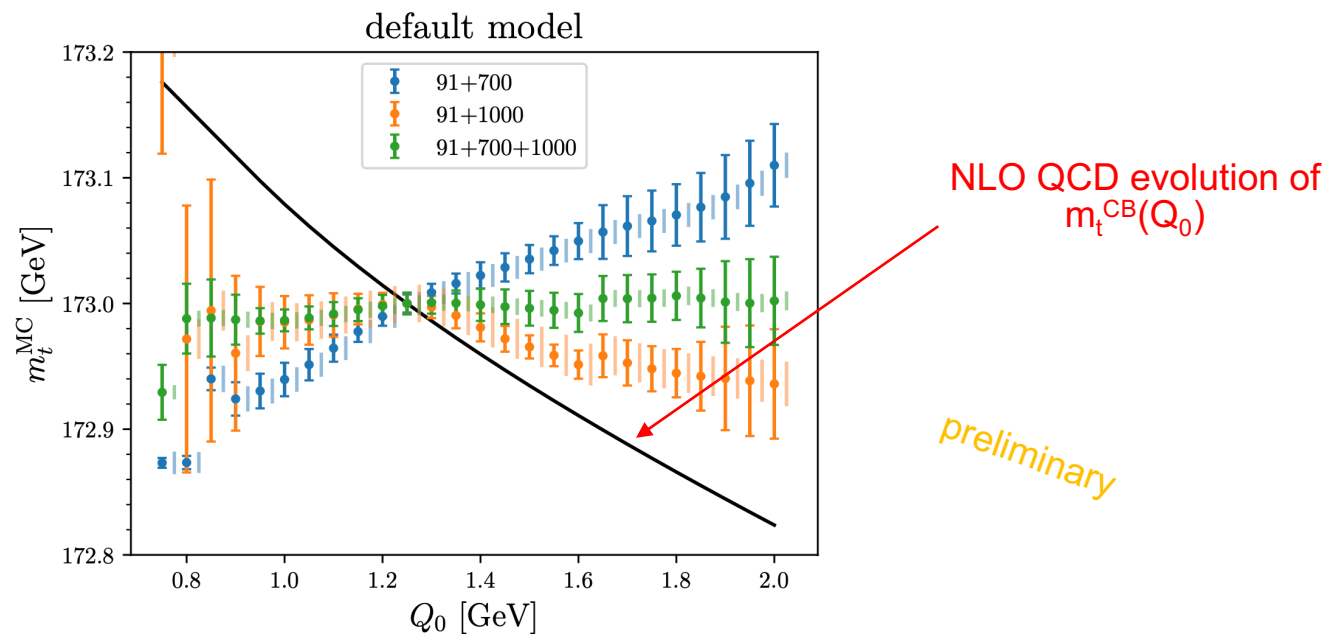 default model
173.2
173.1
173.0
172.9
172.8
m_t^MC [GeV]
91+700
91+1000
91+700+1000
0.8 1.0 1.2 1.4 1.6 1.8 2.0
Q_0 [GeV]
NLO QCD evolution of
m_t^CB(Q_0)
preliminary